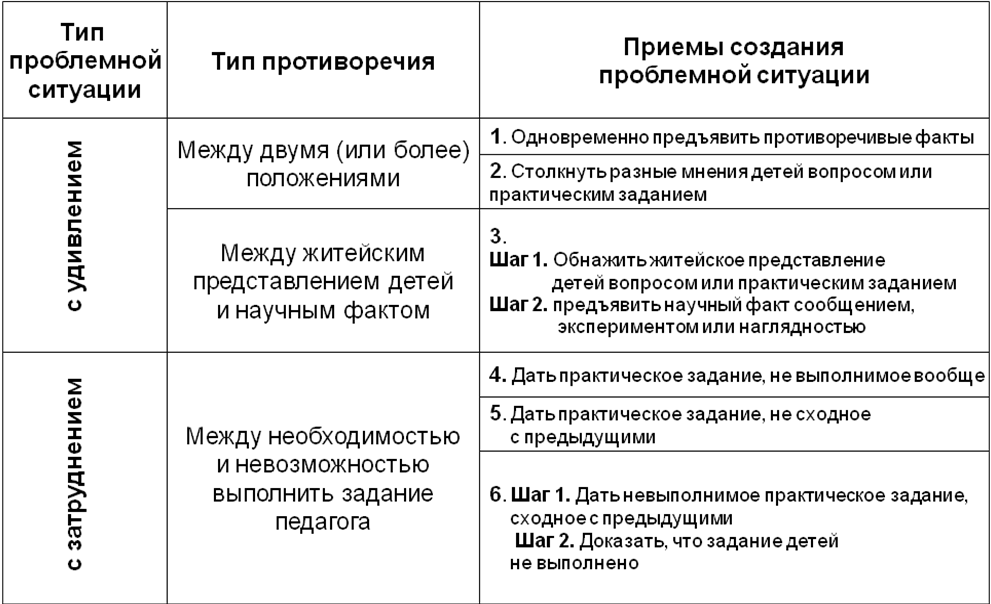 Тип
проблемной
ситуации
Тип противоречия
Приемы создания
проблемной ситуации
с удивлением
Между двумя (или более)
положениями
1. Одновременно предъявить противоречивые факты
2. Столкнуть разные мнения детей вопросом или
практическим заданием
Между житейским
представлением детей
и научным фактом
3.
Шаг 1. Обнажить житейское представление
детей вопросом или практическим заданием
Шаг 2. предъявить научный факт сообщением,
экспериментом или наглядностью
с затруднением
Между необходимостью
и невозможностью
выполнить задание
педагога
4. Дать практическое задание, не выполнимое вообще
5. Дать практическое задание, не сходное
с предыдущими
6. Шаг 1. Дать невыполнимое практическое задание,
сходное с предыдущими
Шаг 2. Доказать, что задание детей
не выполнено